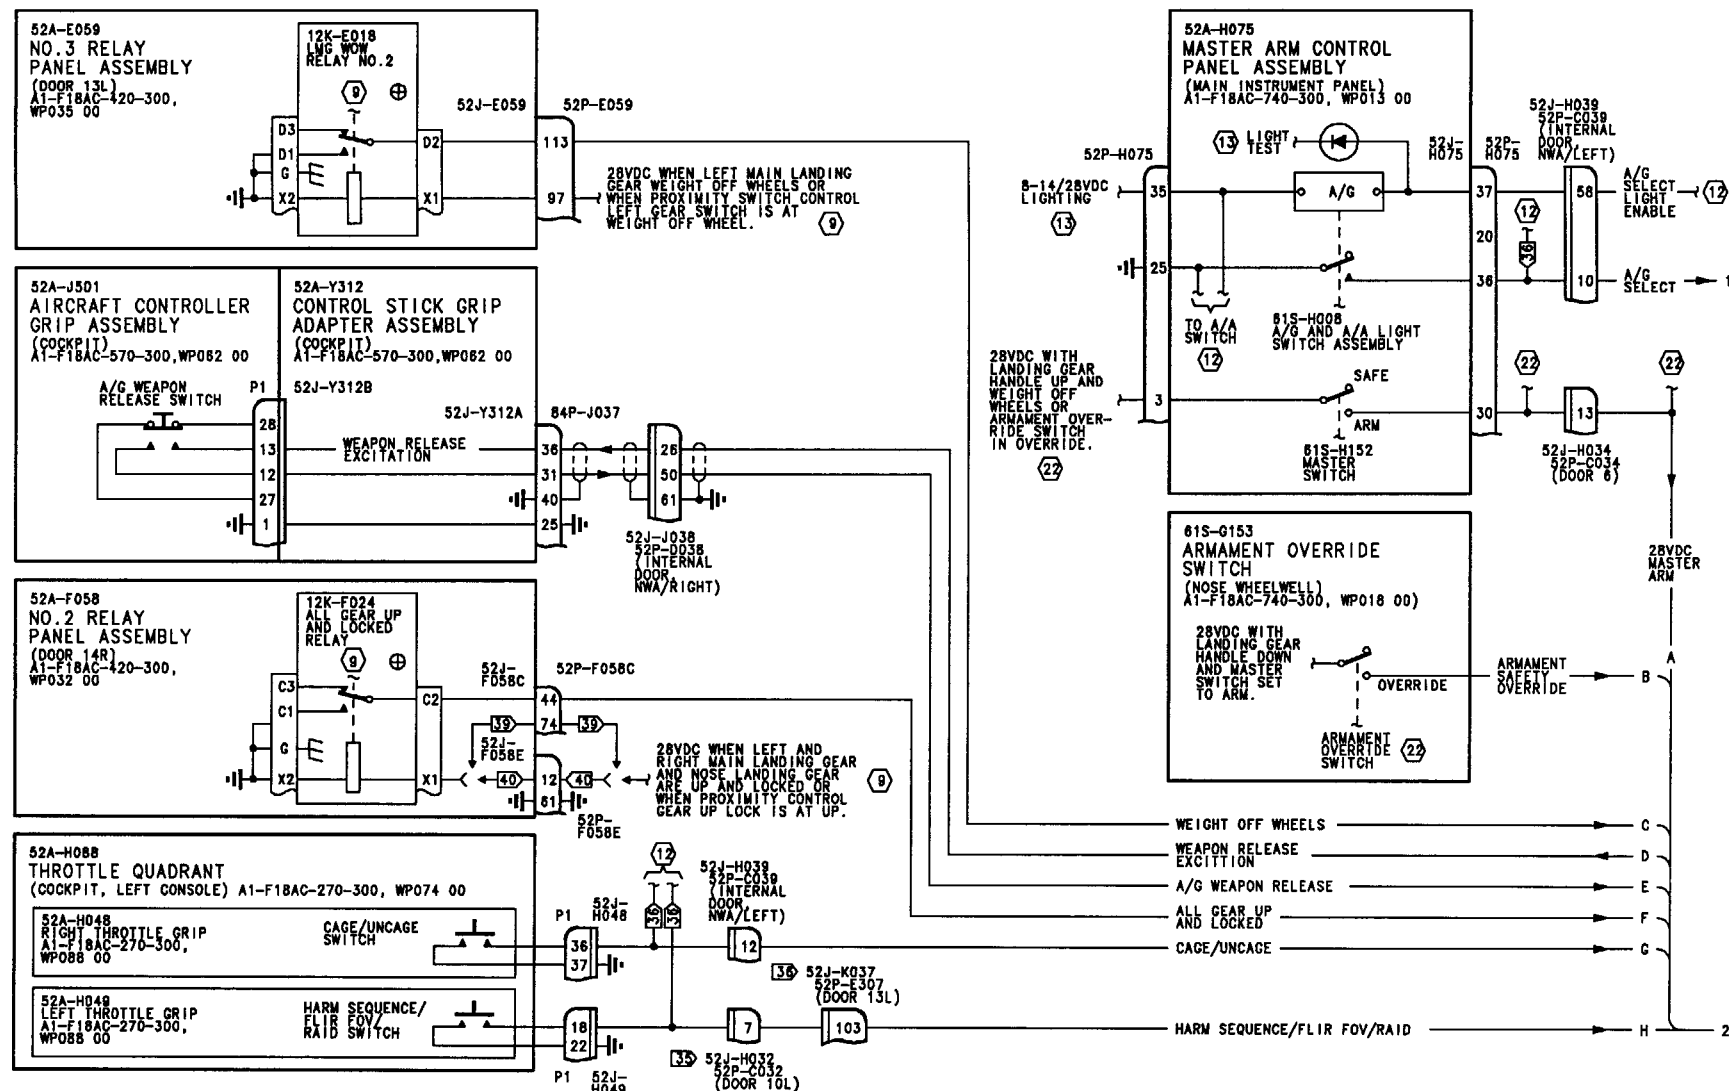 52A-E059
NO.3 RELAY
PANEL ASSEMBLY
(DOOR 13L)
A1-F18AC-420-300,
WP035 00
12K-E018
LMG WOW
RELAY NO.2
9
D3
D1
G
X2
D2
X1
52J-E059
52P-E059
113
97
28VDC WHEN LEFT MAIN LANDING
GEAR WEIGHT OFF WHEELS OR
WHEN PROXIMITY SWITCH CONTROL
LEFT GEAR SWITCH IS AT
WEIGHT OFF WHEEL.
9
52A-J501
AIRCRAFT CONTROLLER
GRIP ASSEMBLY
(COCKPIT)
A1-F18AC-570-300,WP062 00
A/G WEAPON
RELEASE SWITCH
P1
28
13
12
27
1
52A-Y312
CONTROL STICK GRIP
ADAPTER ASSEMBLY
(COCKPIT)
A1-F18AC-570-300,WP062 00
52J-Y312B
52J-Y312A
84P-J037
WEAPON RELEASE
EXCITATION
36
31
40
25
26
50
61
52J-J038
52P-D038
(INTERNAL
DOOR,
NWA/RIGHT)
52A-F058
NO.2 RELAY
PANEL ASSEMBLY
(DOOR 14R)
A1-F18AC-420-300,
WP032 00
12K-F024
ALL GEAR UP
AND LOCKED
RELAY
9
C3
C1
G
X2
C2
X1
52J-
F058C
52P-F058C
44
74
39
39
52J-
F058E
40
12
40
81
52P-
F058E
28VDC WHEN LEFT AND
RIGHT MAIN LANDING GEAR
AND NOSE LANDING GEAR
ARE UP AND LOCKED OR
WHEN PROXIMITY CONTROL
GEAR UP LOCK IS AT UP.
9
52A-H088
THROTTLE QUADRANT
(COCKPIT, LEFT CONSOLE) A1-F18AC-270-300, WP074 00
52A-H048
RIGHT THROTTLE GRIP
A1-F18AC-270-300,
WP088 00
CAGE/UNCAGE
SWITCH
P1
52J-
H048
36
37
12
36
36
52J-H039
52P-C039
(INTERNAL
DOOR,
NWA/LEFT)
12
52A-H049
LEFT THROTTLE GRIP
A1-F18AC-270-300,
WP088 00
HARM SEQUENCE/
FLIR FOV/
RAID SWITCH
18
22
P1
52J-
H049
7
35
52J-H032
52P-C032
(DOOR 10L)
36
52J-K037
52P-E307
(DOOR 13L)
103
52A-H075
MASTER ARM CONTROL
PANEL ASSEMBLY
(MAIN INSTRUMENT PANEL)
A1-F18AC-740-300, WP013 00
13
LIGHT
TEST
52P-H075
8-14/28VDC
LIGHTING
13
35
25
3
A/G
TO A/A
SWITCH
12
61S-H008
A/G AND A/A LIGHT
SWITCH ASSEMBLY
SAFE
ARM
61S-H152
MASTER
SWITCH
52J-
H075
52P-
H075
37
20
36
30
12
36
52J-H039
52P-C039
(INTERNAL
DOOR,
NWA/LEFT)
58
10
A/G
SELECT
LIGHT
ENABLE
12
A/G
SELECT
1
28VDC WITH
LANDING GEAR
HANDLE UP AND
WEIGHT OFF
WHEELS OR
ARMAMENT OVER-
RIDE SWITCH
IN OVERRIDE.
22
22
22
13
52J-H034
52P-C034
(DOOR 6)
28VDC
MASTER
ARM
61S-G153
ARMAMENT OVERRIDE
SWITCH
(NOSE WHEELWELL)
A1-F18AC-740-300, WP018 00)
28VDC WITH
LANDING GEAR
HANDLE DOWN
AND MASTER
SWITCH SET
TO ARM.
OVERRIDE
ARMAMENT
OVERRIDE
SWITCH
22
ARMAMENT
SAFETY
OVERRIDE
A
B
WEIGHT OFF WHEELS
C
WEAPON RELEASE
EXCITTION
D
A/G WEAPON RELEASE
E
ALL GEAR UP
AND LOCKED
F
CAGE/UNCAGE
G
HARM SEQUENCE/FLIR FOV/RAID
H
2